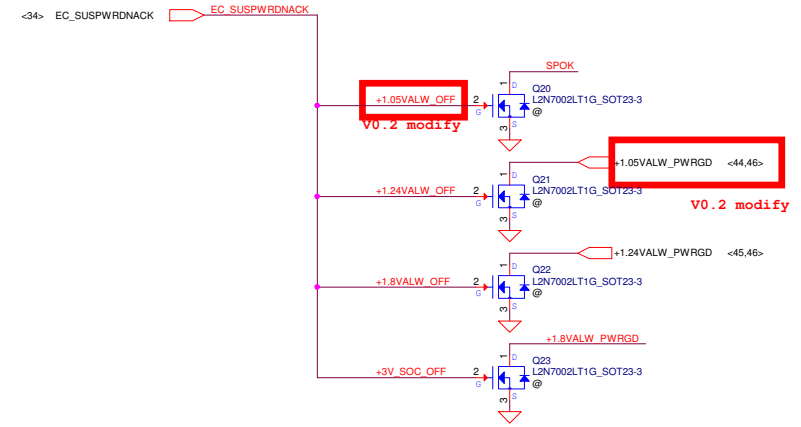 <34> EC_SUSPWRDNACK EC_SUSPWRDNACK
SPOK
1
D
Q20
+1.05VALW_OFF 2 L2N7002LT1G_SOT23-3
G @
V0.2 modify
3 S
+1.05VALW_PWRGD <44,46>
1
D
Q21
+1.24VALW_OFF 2 L2N7002LT1G_SOT23-3
G @
V0.2 modify
3 S
+1.24VALW_PWRGD <45,46>
1
D
Q22
+1.8VALW_OFF 2 L2N7002LT1G_SOT23-3
G @
3 S
+1.8VALW_PWRGD
1
D
Q23
+3V_SOC_OFF 2 L2N7002LT1G_SOT23-3
G @
3 S